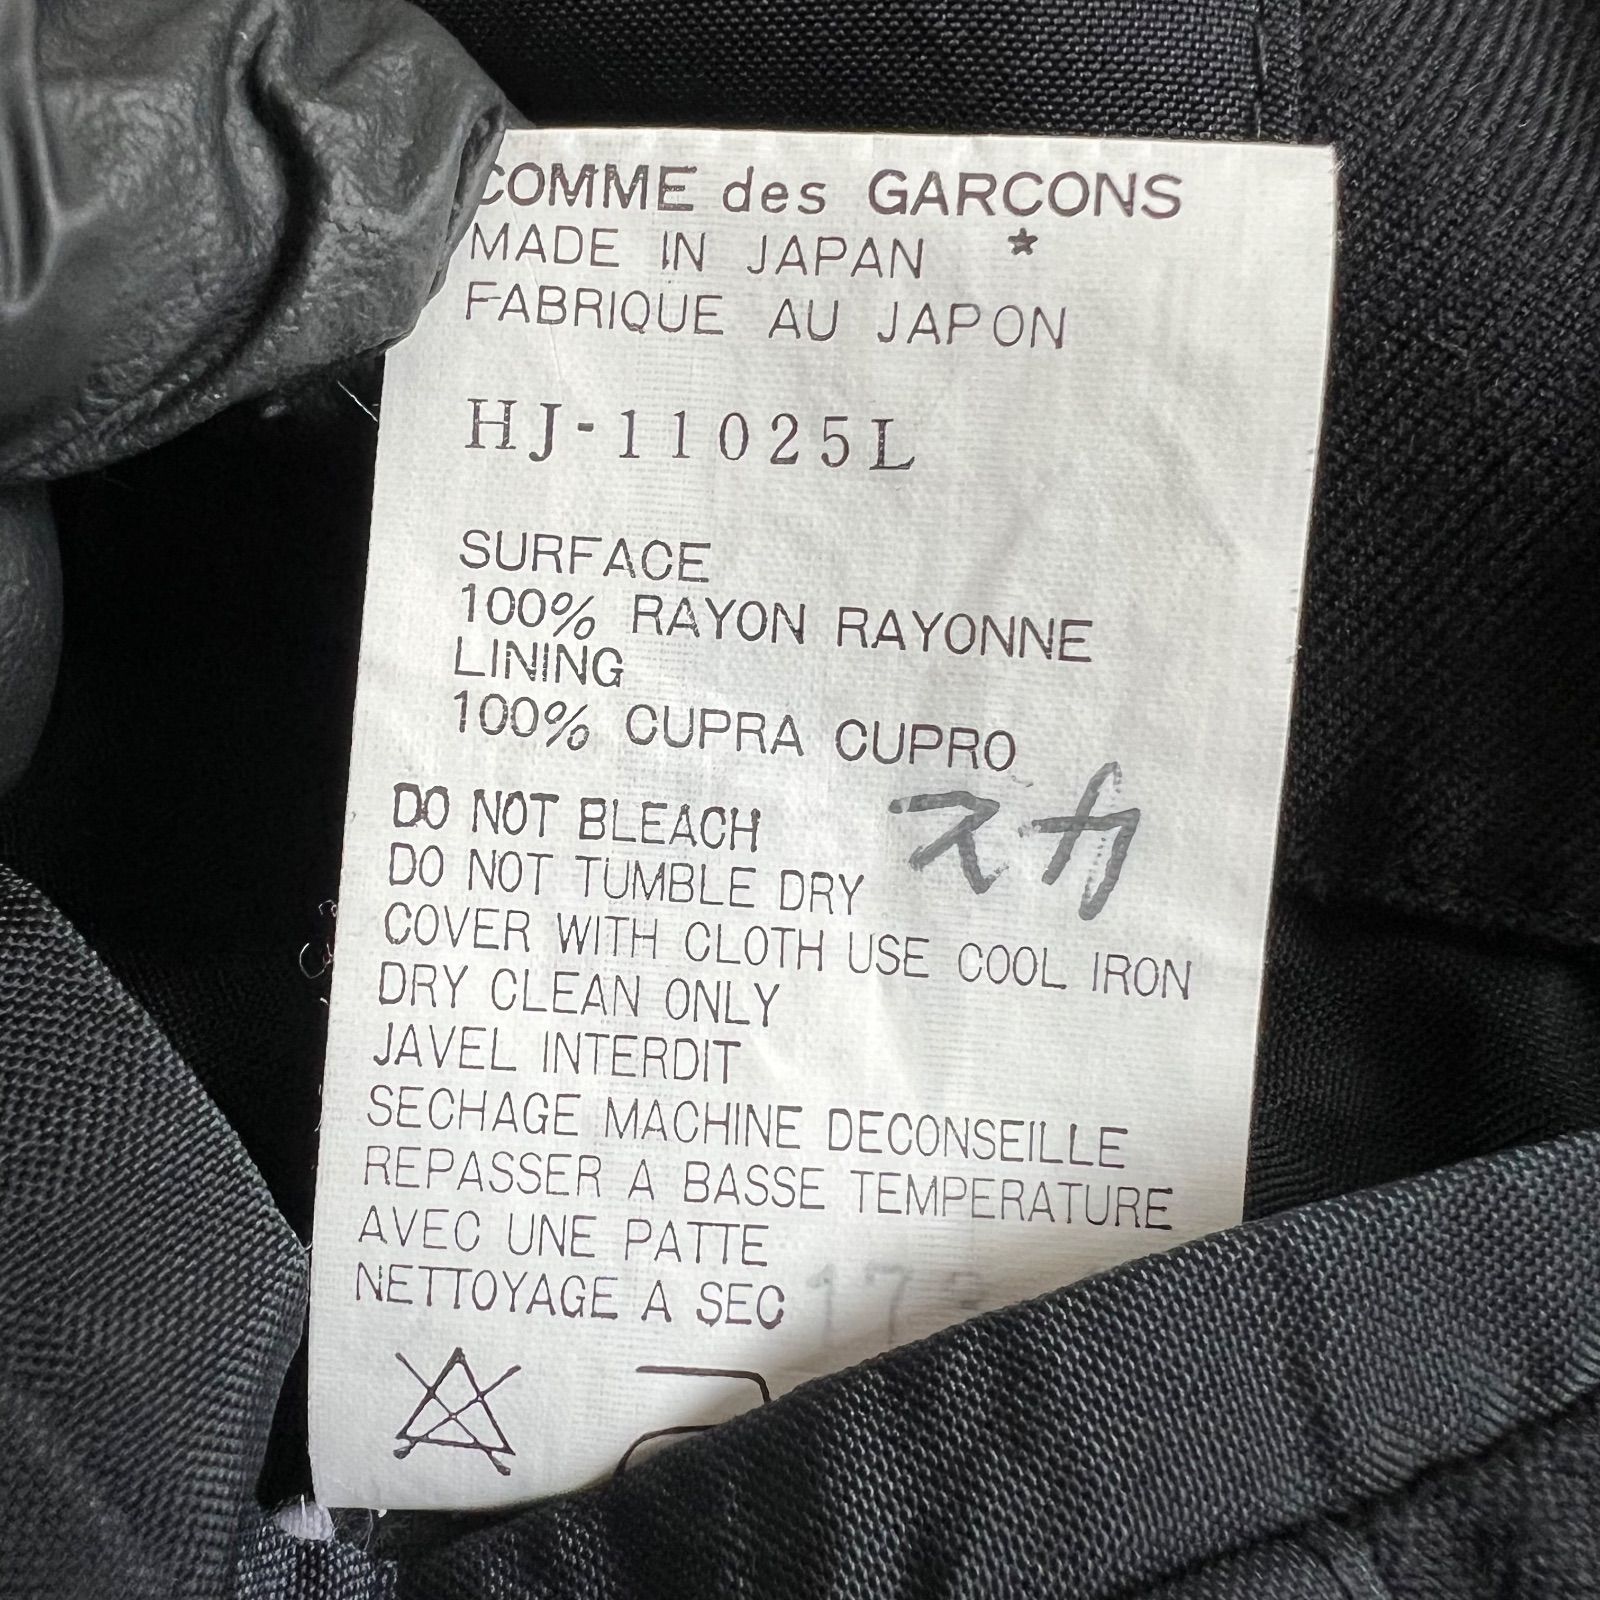 COMME des GARCONS
MADE IN JAPAN *
FABRIQUE AU JAPON
HJ-11025L
SURFACE
100% RAYON RAYONNE
LINING
100% CUPRA CUPRO
スカ
DO NOT BLEACH
DO NOT TUMBLE DRY
COVER WITH CLOTH USE COOL IRON
DRY CLEAN ONLY
JAVEL INTERDIT
SECHAGE MACHINE DECONSEILLE
REPASSER A BASSE TEMPERATURE
AVEC UNE PATTE
NETTOYAGE A SEC